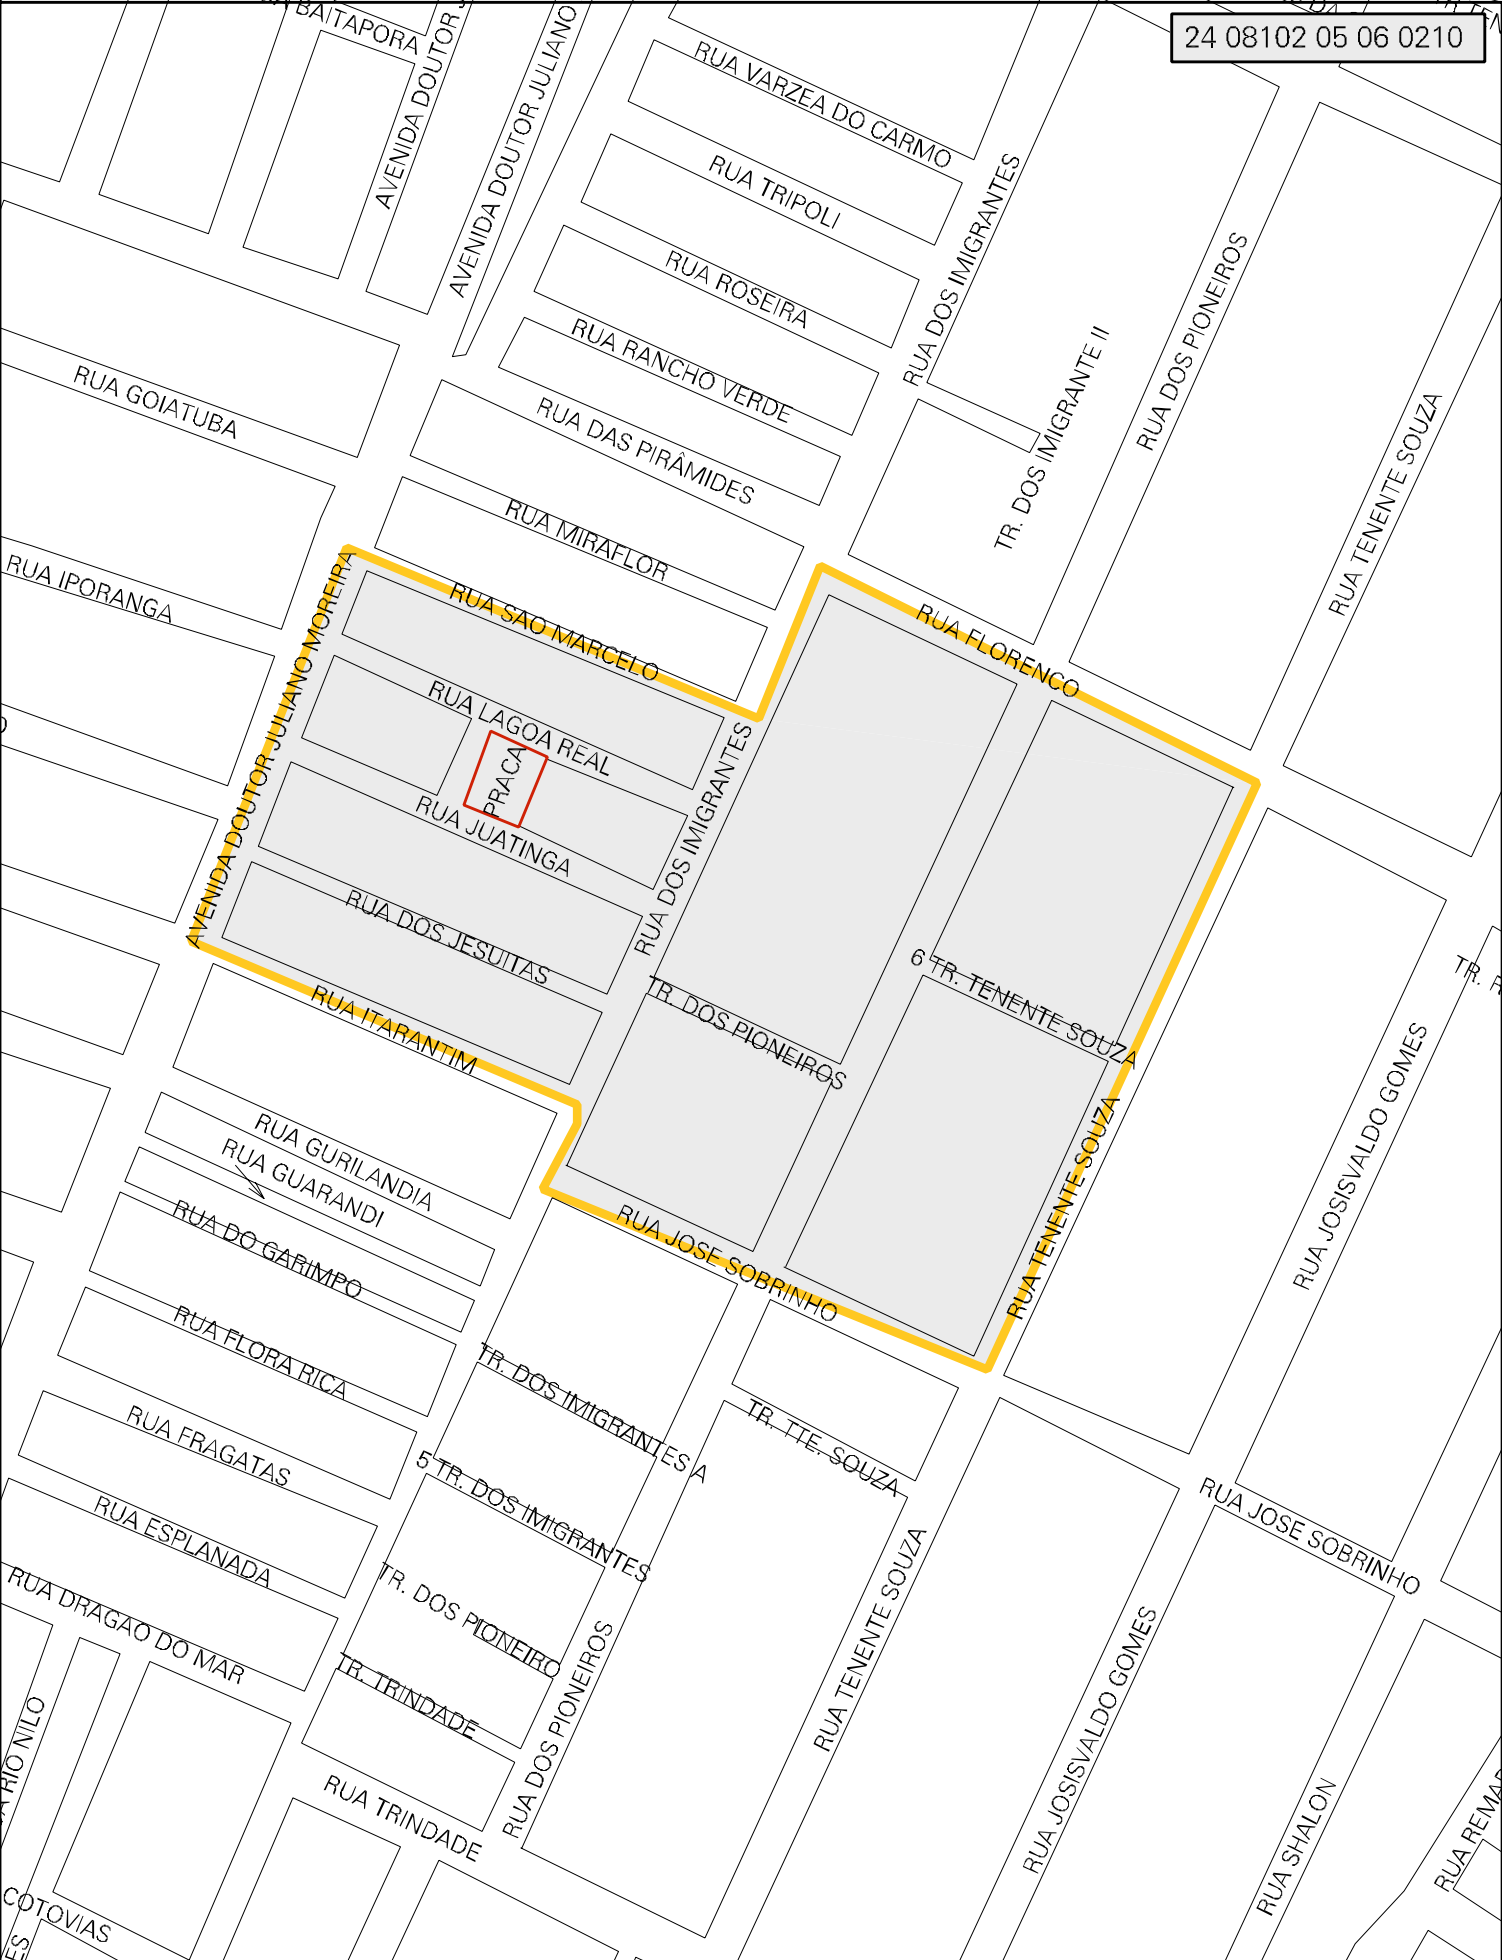 BAITAPORA
AVENIDA DOUTOR
AVENIDA DOUTOR JULIANO
24 08102 05 06 0210
RUA VARZEA DO CARMO
RUA TRIPOLI
RUA DOS IMIGRANTES
RUA ROSEIRA
RUA DOS PIONEIROS
RUA RANCHO VERDE
TR. DOS IMIGRANTE II
RUA GOIATUBA
RUA DAS PIRÂMIDES
RUA TENENTE SOUZA
RUA MIRAFLOR
RUA IPORANGA
RUA SAO MARCELO
RUA FLORENCO
AVENIDA DOUTOR JULIANO MOREIRA
RUA LAGOA REAL
PRACA
RUA JUATINGA
RUA DOS IMIGRANTES
RUA DOS JESUITAS
6 TR. TENENTE SOUZA
TR. DOS PIONEIROS
RUA ITARANTIM
TR.
RUA JOSISVALDO GOMES
RUA GURILANDIA
RUA GUARANDI
RUA TENENTE SOUZA
RUA DO GARIMPO
RUA JOSE SOBRINHO
RUA FLORA RICA
TR. DOS IMIGRANTES A
TR. TTE. SOUZA
RUA FRAGATAS
5 TR. DOS IMIGRANTES
RUA JOSE SOBRINHO
RUA ESPLANADA
RUA DRAGAO DO MAR
TR. DOS PIONEIRO
RUA TENENTE SOUZA
RUA JOSISVALDO GOMES
TR. TRINDADE
RUA DOS PIONEIROS
RIO NILO
RUA TRINDADE
RUA SHALON
RUA REMA
COTOVIAS
ES